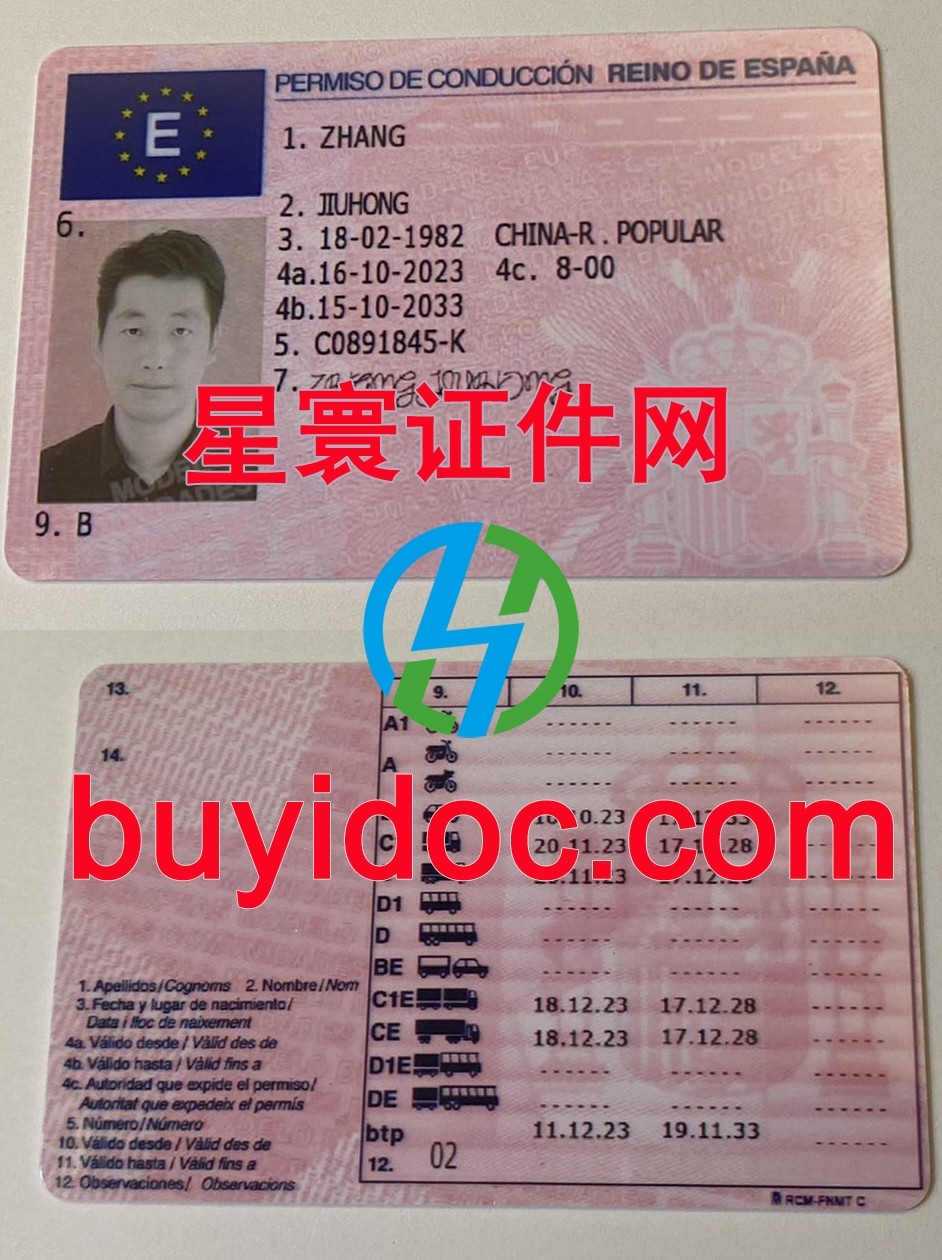 E
PERMISO DE CONDUCCIÓN REINO DE ESPAÑA
1. ZHANG
2. JIUHONG
3. 18-02-1982 CHINA-R. POPULAR
4a.16-10-2023 4c. 8-00
4b.15-10-2033
5. C0891845-K
6.
7.
星寰证件网
9. B
13.
9. 10. 11. 12.
A1 ------ ------ ------
14.
A ------ ------ ------
buyidoc.com
C 20.11.23
D1 ------ ------ ------
D ------ ------ ------
BE ------ ------ ------
C1E 18.12.23 17.12.28 ------
CE 18.12.23 17.12.28 ------
D1E ------ ------ ------
DE ------ ------ ------
btp 11.12.23 19.11.33 ------
12. 02
1. Apellidos/Cognoms 2. Nombre/Nom
3. Fecha y lugar de nacimiento/
Data i lloc de naixement
4a. Válido desde / Vàlid des de
4b. Válido hasta / Vàlid fins a
4c. Autoridad que expide el permiso/
Autoritat que expedeix el permís
5. Número/Número
10. Válido desde / Vàlid des de
11. Válido hasta / Vàlid fins a
12. Observaciones/ Observacions
RCM-FNMT C